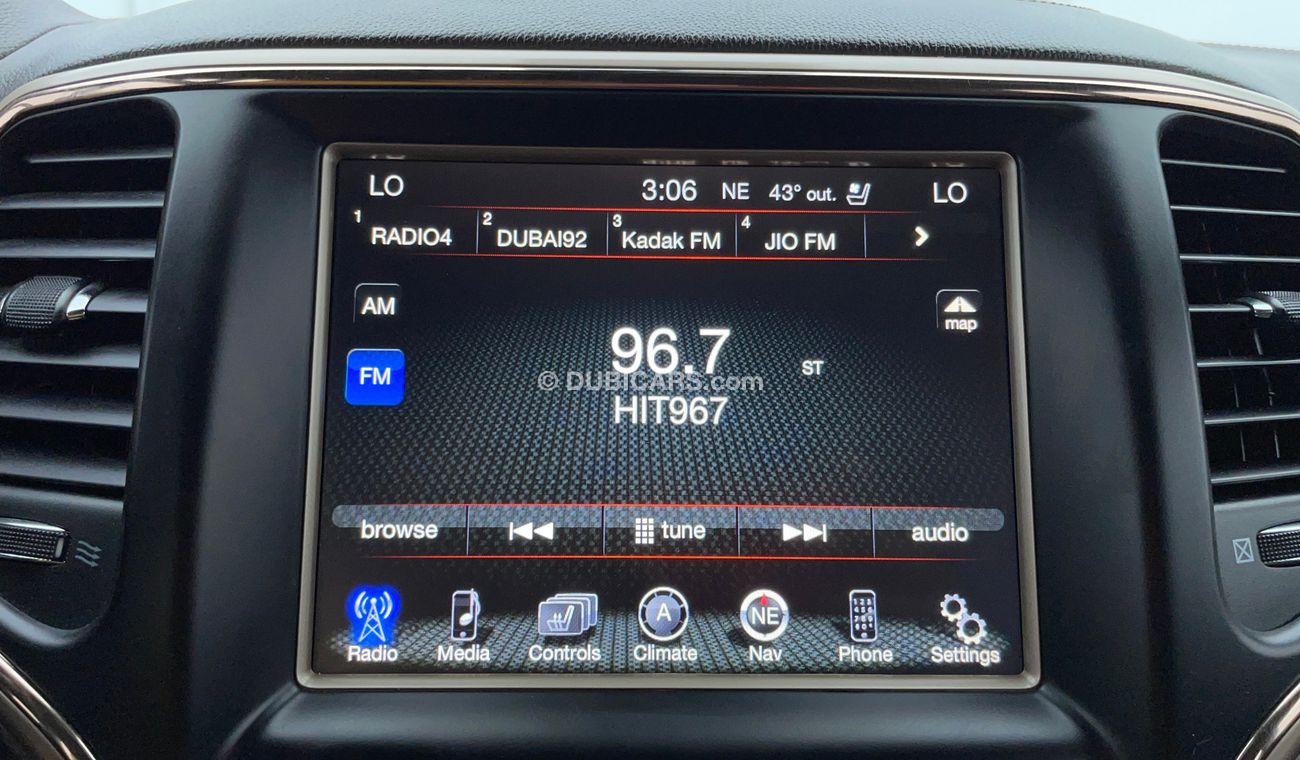 LO 3:06 NE 43° out. LO
1 RADIO4 2 DUBAI92 3 Kadak FM 4 JIO FM
AM
map
96.7 ST
FM
© DUBICARS.com
HIT967
browse tune audio
A NE
Radio Media Controls Climate Nav Phone Settings